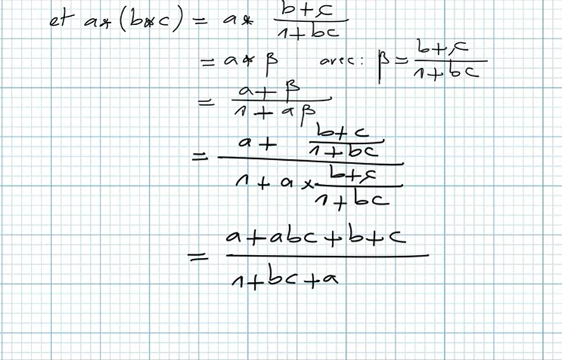 et a*(b*c) = a* (b+c)/(1+bc)
= a*β avec: β = (b+c)/(1+bc)
= (a+β)/(1+aβ)
= (a + (b+c)/(1+bc))/(1+a×(b+c)/(1+bc))
= (a+abc+b+c)/(1+bc+a